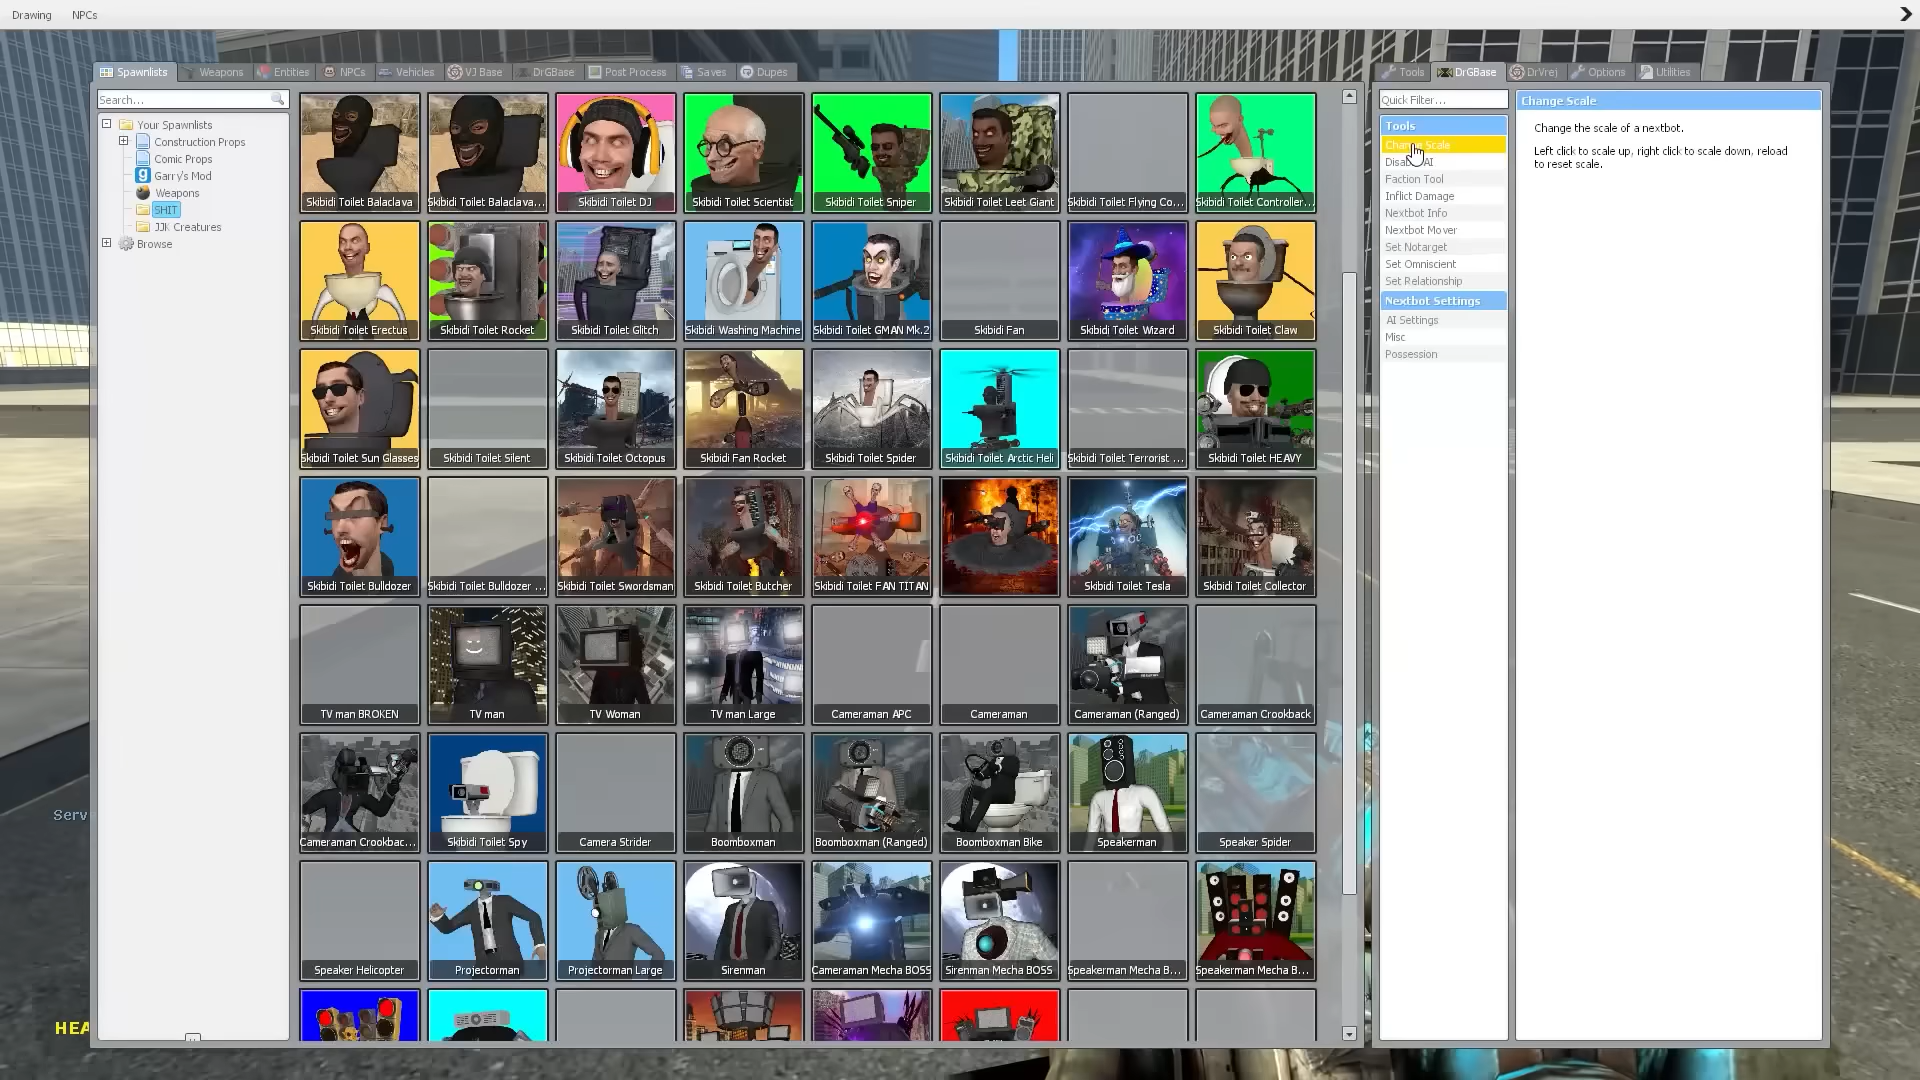 Drawing NPCs
Spawnlists Weapons Entities NPCs Vehicles VJ Base DrGBase Post Process Saves Dupes
Tools DrGBase DrVrej Options Utilities
Search...
Your Spawnlists
Construction Props
Comic Props
Garry's Mod
Weapons
SHIT
JJK Creatures
Browse
Skibidi Toilet Balaclava
Skibidi Toilet Balaclava...
Skibidi Toilet DJ
Skibidi Toilet Scientist
Skibidi Toilet Sniper
Skibidi Toilet Leet Giant
Skibidi Toilet Flying Co...
Skibidi Toilet Controller...
Skibidi Toilet Erectus
Skibidi Toilet Rocket
Skibidi Toilet Glitch
Skibidi Washing Machine
Skibidi Toilet GMAN Mk.2
Skibidi Fan
Skibidi Toilet Wizard
Skibidi Toilet Claw
Skibidi Toilet Sun Glasses
Skibidi Toilet Silent
Skibidi Toilet Octopus
Skibidi Fan Rocket
Skibidi Toilet Spider
Skibidi Toilet Arctic Heli
Skibidi Toilet Terrorist ...
Skibidi Toilet HEAVY
Skibidi Toilet Bulldozer
Skibidi Toilet Bulldozer ...
Skibidi Toilet Swordsman
Skibidi Toilet Butcher
Skibidi Toilet FAN TITAN
Skibidi Toilet Tesla
Skibidi Toilet Collector
TV man BROKEN
TV man
TV Woman
TV man Large
Cameraman APC
Cameraman
Cameraman (Ranged)
Cameraman Crookback
Cameraman Crookbac...
Skibidi Toilet Spy
Camera Strider
Boomboxman
Boomboxman (Ranged)
Boomboxman Bike
Speakerman
Speaker Spider
Speaker Helicopter
Projectorman
Projectorman Large
Sirenman
Cameraman Mecha BOSS
Sirenman Mecha BOSS
Speakerman Mecha B...
Speakerman Mecha B...
Quick Filter...
Tools
Change Scale
Disable AI
Faction Tool
Inflict Damage
Nextbot Info
Nextbot Mover
Set Notarget
Set Omniscient
Set Relationship
Nextbot Settings
AI Settings
Misc
Possession
Change Scale
Change the scale of a nextbot.
Left click to scale up, right click to scale down, reload
to reset scale.
Serv
HEA